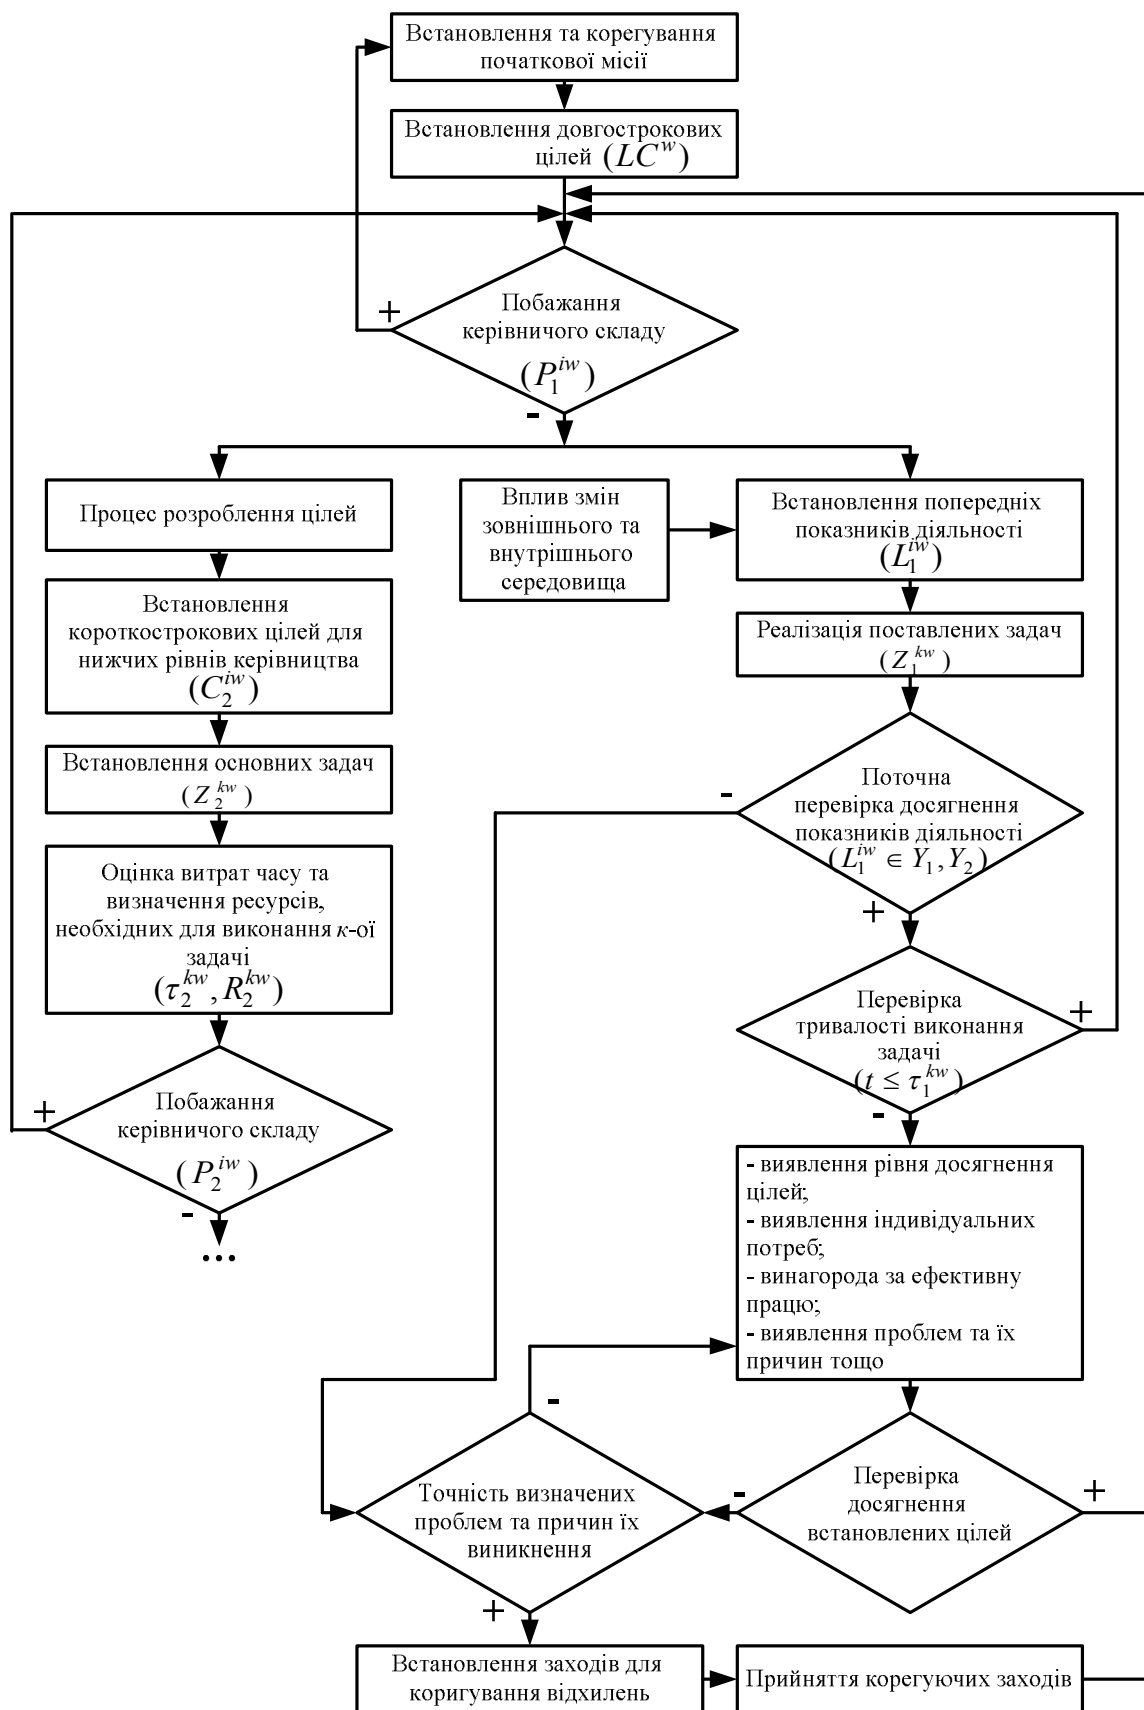 Встановлення та корегування
початкової місії
Встановлення довгострокових
цілей (LC^w)
Побажання
керівничого складу
(P_1^{iw})
+
-
Процес розроблення цілей
Встановлення
короткострокових цілей для
нижчих рівнів керівництва
(C_2^{iw})
Встановлення основних задач
(Z_2^{kw})
Оцінка витрат часу та
визначення ресурсів,
необхідних для виконання к-ої
задачі
(τ_2^{kw}, R_2^{kw})
Побажання
керівничого складу
(P_2^{iw})
+
-
...
Вплив змін
зовнішнього та
внутрішнього
середовища
Встановлення попередніх
показників діяльності
(L_1^{iw})
Реалізація поставлених задач
(Z_1^{kw})
Поточна
перевірка досягнення
показників діяльності
(L_1^{iw} ∈ Y_1, Y_2)
-
+
Перевірка
тривалості виконання
задачі
(t ≤ τ_1^{kw})
+
-
- виявлення рівня досягнення
цілей;
- виявлення індивідуальних
потреб;
- винагорода за ефективну
працю;
- виявлення проблем та їх
причин тощо
Перевірка
досягнення
встановлених цілей
-
+
Точність визначених
проблем та причин їх
виникнення
-
+
Встановлення заходів для
коригування відхилень
Прийняття корегуючих заходів